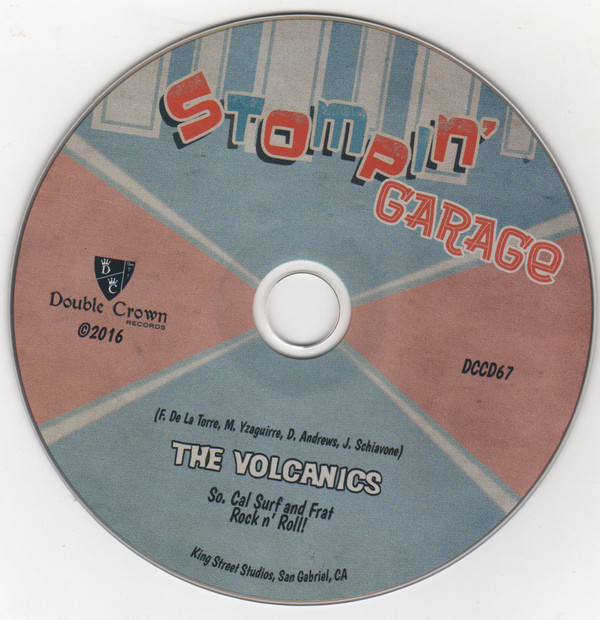 STOMPIN'
GARAGE
D
C
Double Crown
RECORDS
©2016
DCCD67
(F. De La Torre, M. Yzaguirre, D. Andrews, J. Schiavone)
THE VOLCANICS
So. Cal Surf and Frat
Rock n' Roll!
King Street Studios, San Gabriel, CA